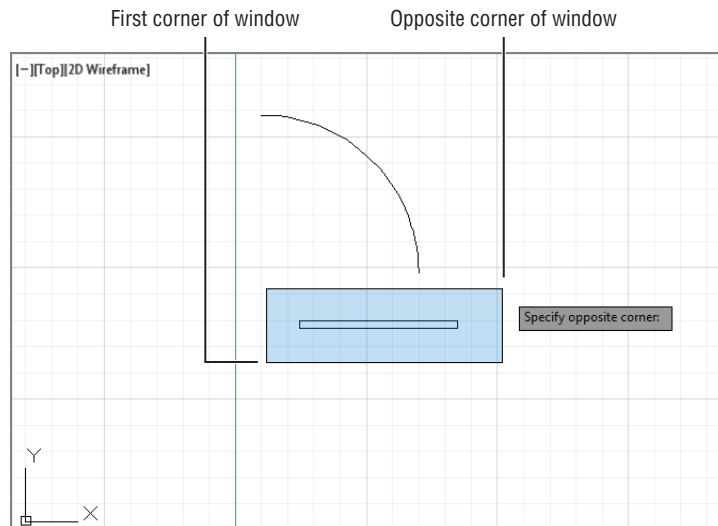 First corner of window
Opposite corner of window
[−][Top][2D Wireframe]
Specify opposite corner:
Y
X